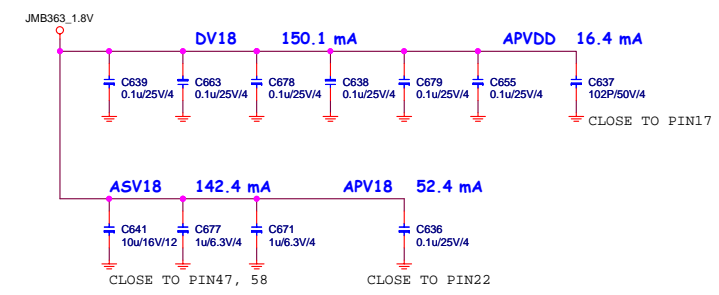 JMB363_1.8V
DV18 150.1 mA APVDD 16.4 mA
C639 C663 C678 C638 C679 C655 C637
0.1u/25V/4 0.1u/25V/4 0.1u/25V/4 0.1u/25V/4 0.1u/25V/4 0.1u/25V/4 102P/50V/4
CLOSE TO PIN17
ASV18 142.4 mA APV18 52.4 mA
C641 C677 C671 C636
10u/16V/12 1u/6.3V/4 1u/6.3V/4 0.1u/25V/4
CLOSE TO PIN47, 58 CLOSE TO PIN22